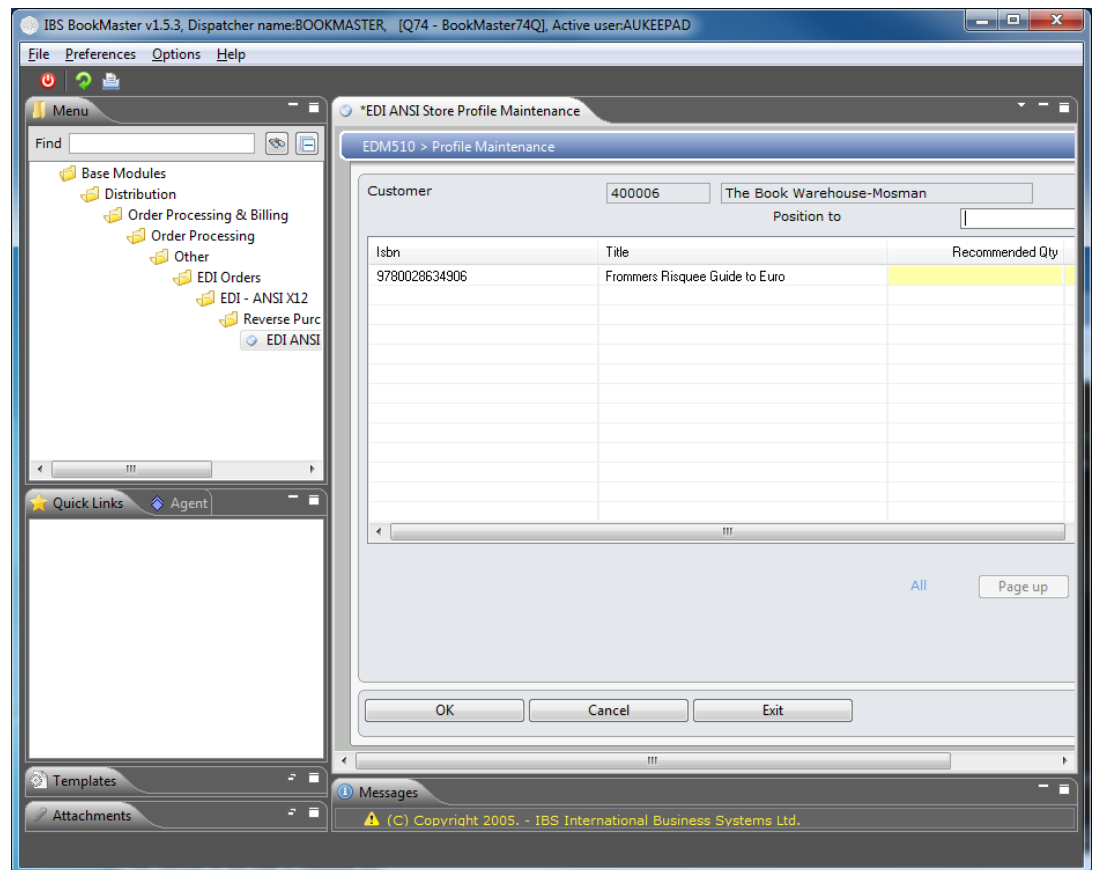 IBS BookMaster v1.5.3, Dispatcher name:BOOKMASTER, [Q74 - BookMaster74Q], Active user:AUKEEPAD
File Preferences Options Help
Menu
Find
Base Modules
Distribution
Order Processing & Billing
Order Processing
Other
EDI Orders
EDI - ANSI X12
Reverse Purc
EDI ANSI
Quick Links Agent
Templates
Attachments
*EDI ANSI Store Profile Maintenance
EDM510 > Profile Maintenance
Customer 400006 The Book Warehouse-Mosman
Position to
Isbn Title Recommended Qty
9780028634906 Frommers Risquee Guide to Euro
All Page up
OK Cancel Exit
Messages
(C) Copyright 2005. - IBS International Business Systems Ltd.